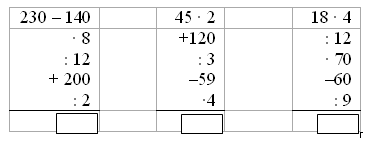 230 – 140 45 · 2 18 · 4
· 8 +120 : 12
: 12 : 3 · 70
+ 200 –59 –60
: 2 ·4 : 9